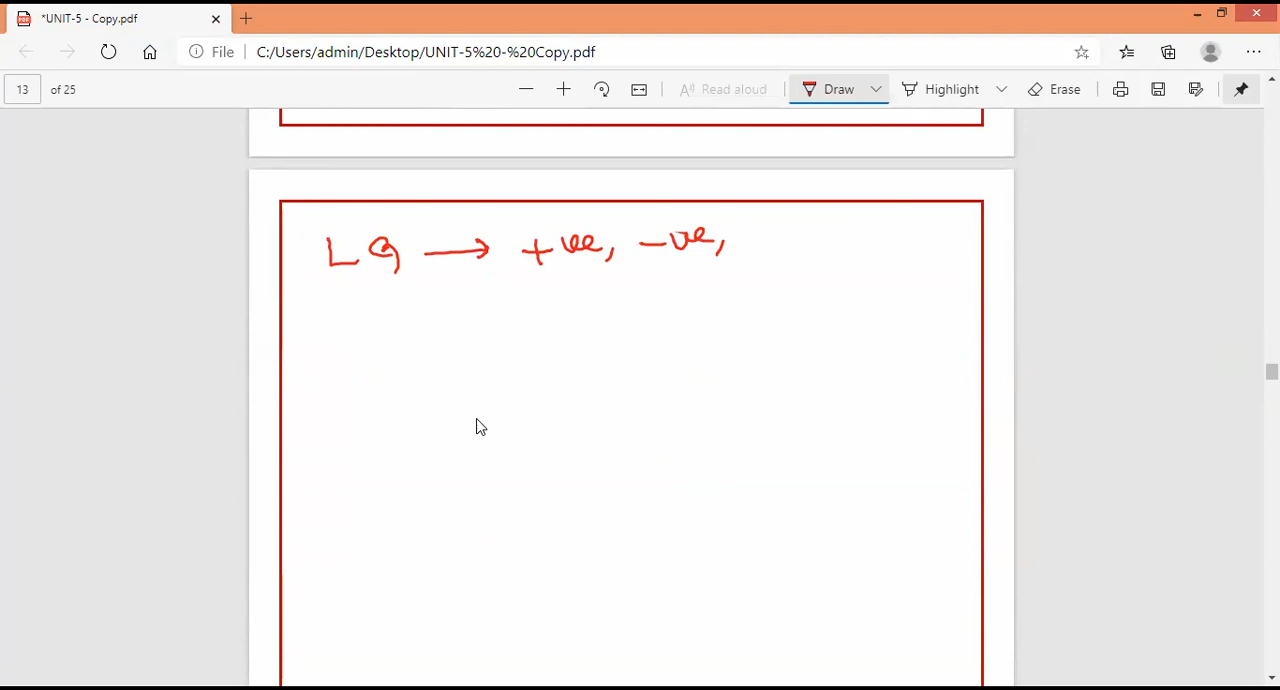 *UNIT-5 - Copy.pdf
File C:/Users/admin/Desktop/UNIT-5%20-%20Copy.pdf
13 of 25 Read aloud Draw Highlight Erase
LG → +ve, -ve,